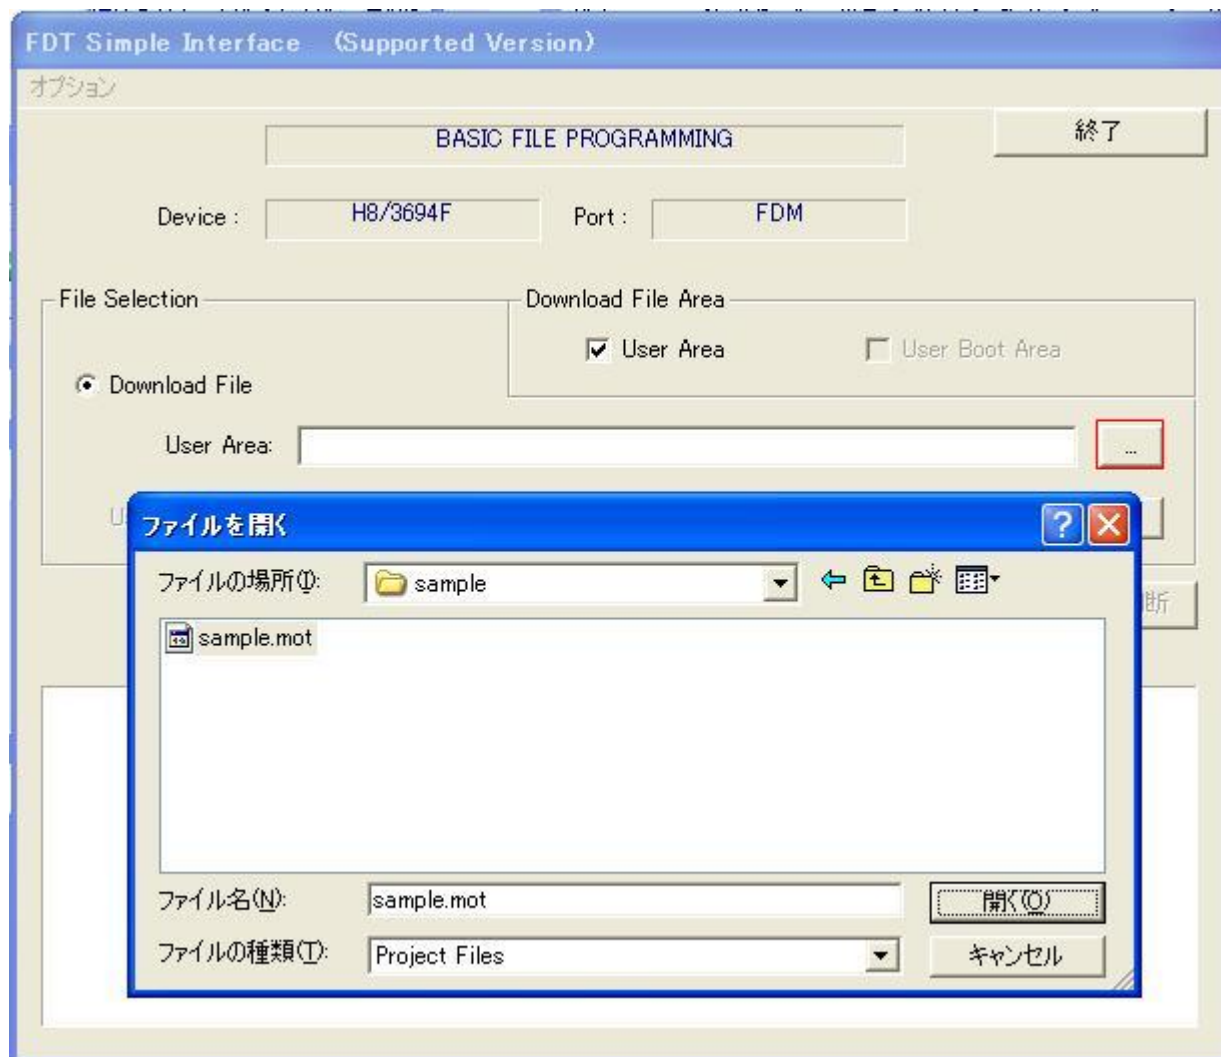 FDT Simple Interface (Supported Version)
オプション
BASIC FILE PROGRAMMING
終了
Device : H8/3694F Port : FDM
File Selection
Download File Area
User Area
User Boot Area
Download File
User Area:
...
ファイルを開く
ファイルの場所(I):
sample
断
sample.mot
ファイル名(N):
sample.mot
開く(O)
ファイルの種類(T):
Project Files
キャンセル